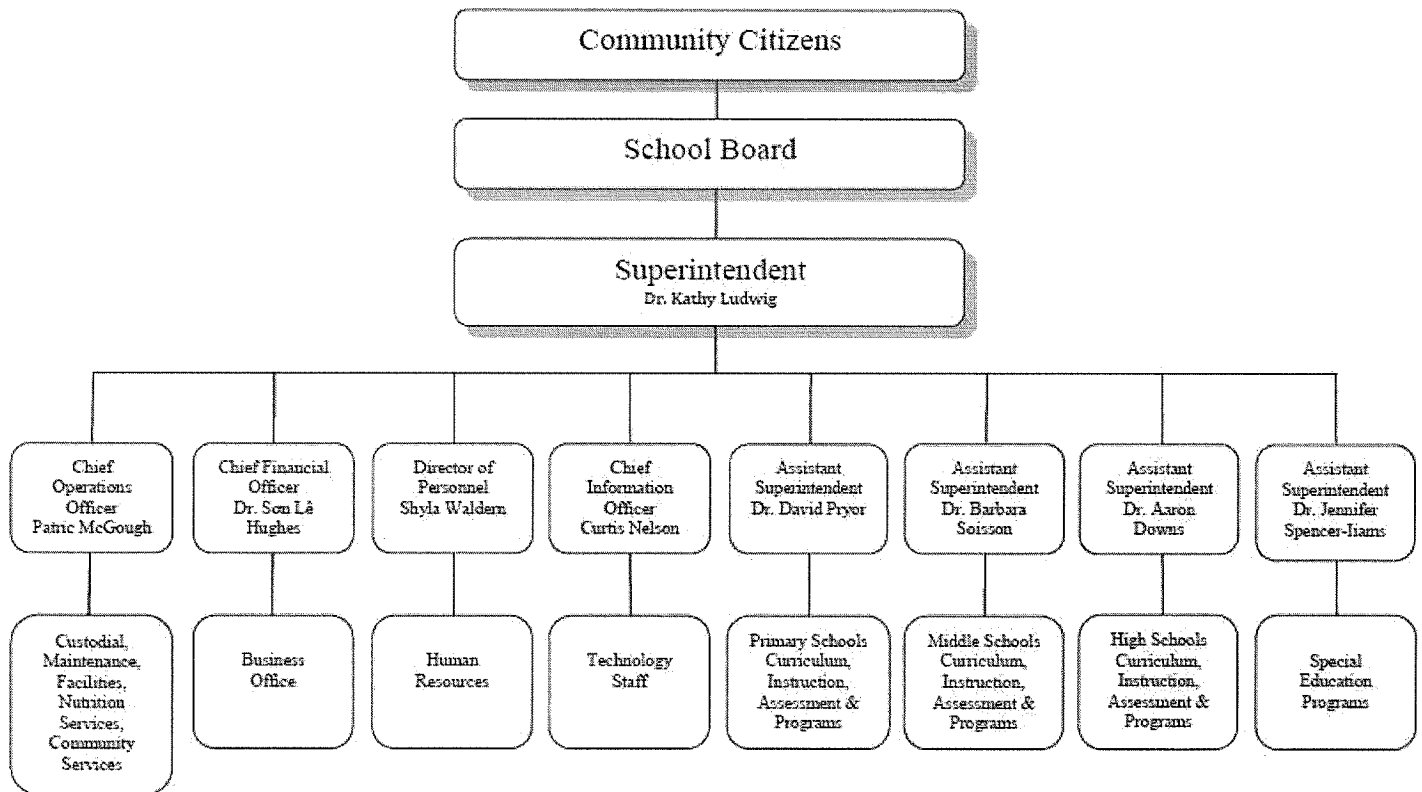 Community Citizens
School Board
Superintendent
Dr. Kathy Ludwig
Chief
Operations
Officer
Patric McGough
Chief Financial
Officer
Dr. Sơn Lê
Hughes
Director of
Personnel
Shyla Waldern
Chief
Information
Officer
Curtis Nelson
Assistant
Superintendent
Dr. David Pryor
Assistant
Superintendent
Dr. Barbara
Soisson
Assistant
Superintendent
Dr. Aaron
Downs
Assistant
Superintendent
Dr. Jennifer
Spencer-Iiams
Custodial,
Maintenance,
Facilities,
Nutrition
Services,
Community
Services
Business
Office
Human
Resources
Technology
Staff
Primary Schools
Curriculum,
Instruction,
Assessment &
Programs
Middle Schools
Curriculum,
Instruction,
Assessment &
Programs
High Schools
Curriculum,
Instruction,
Assessment &
Programs
Special
Education
Programs